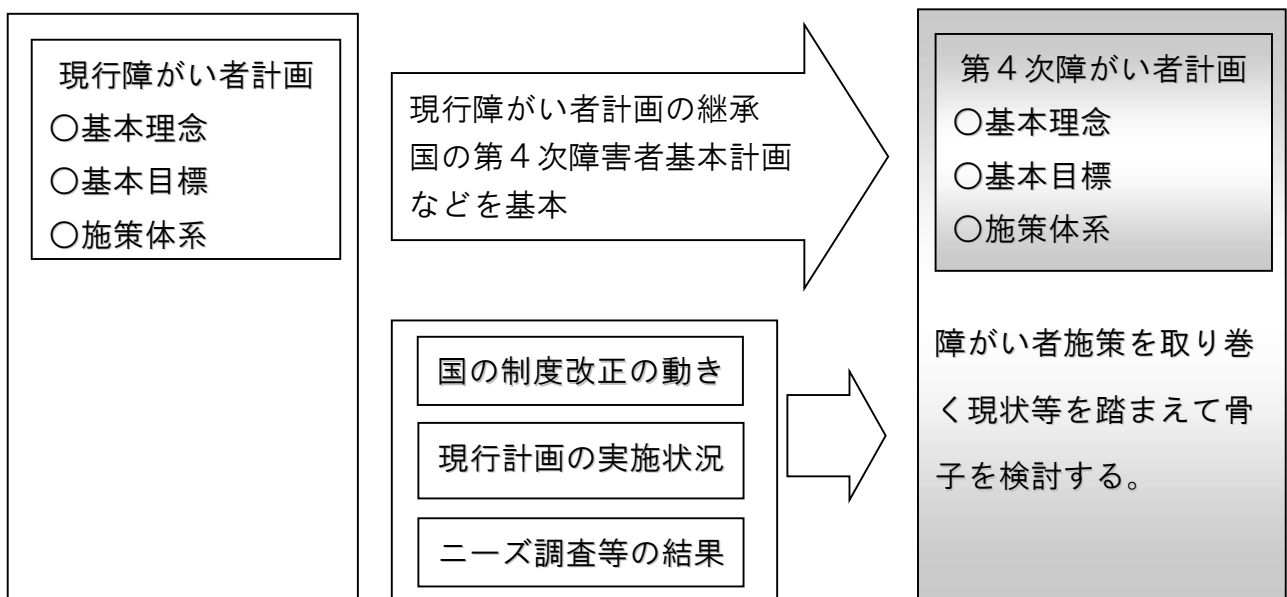 現行障がい者計画
〇基本理念
〇基本目標
〇施策体系
現行障がい者計画の継承
国の第４次障害者基本計画
などを基本
国の制度改正の動き
現行計画の実施状況
ニーズ調査等の結果
第４次障がい者計画
〇基本理念
〇基本目標
〇施策体系
障がい者施策を取り巻
く現状等を踏まえて骨
子を検討する。